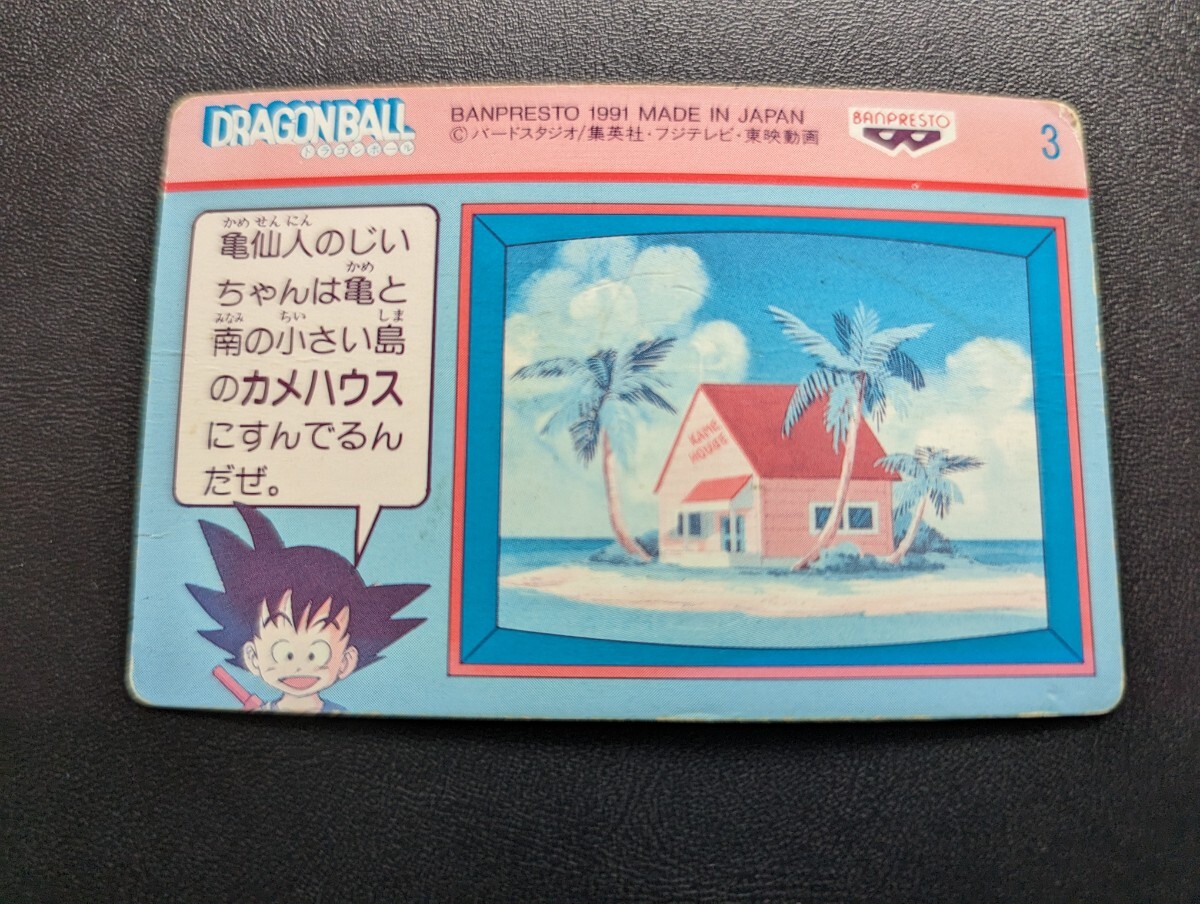 DRAGONBALL
ドラゴンボール
BANPRESTO 1991 MADE IN JAPAN
Ⓒバードスタジオ/集英社・フジテレビ・東映動画
BANPRESTO
3
かめ せん にん
亀仙人のじい
かめ
ちゃんは亀と
みなみ ちい しま
南の小さい島
のカメハウス
にすんでるん
だぜ。
KAME
HOUSE